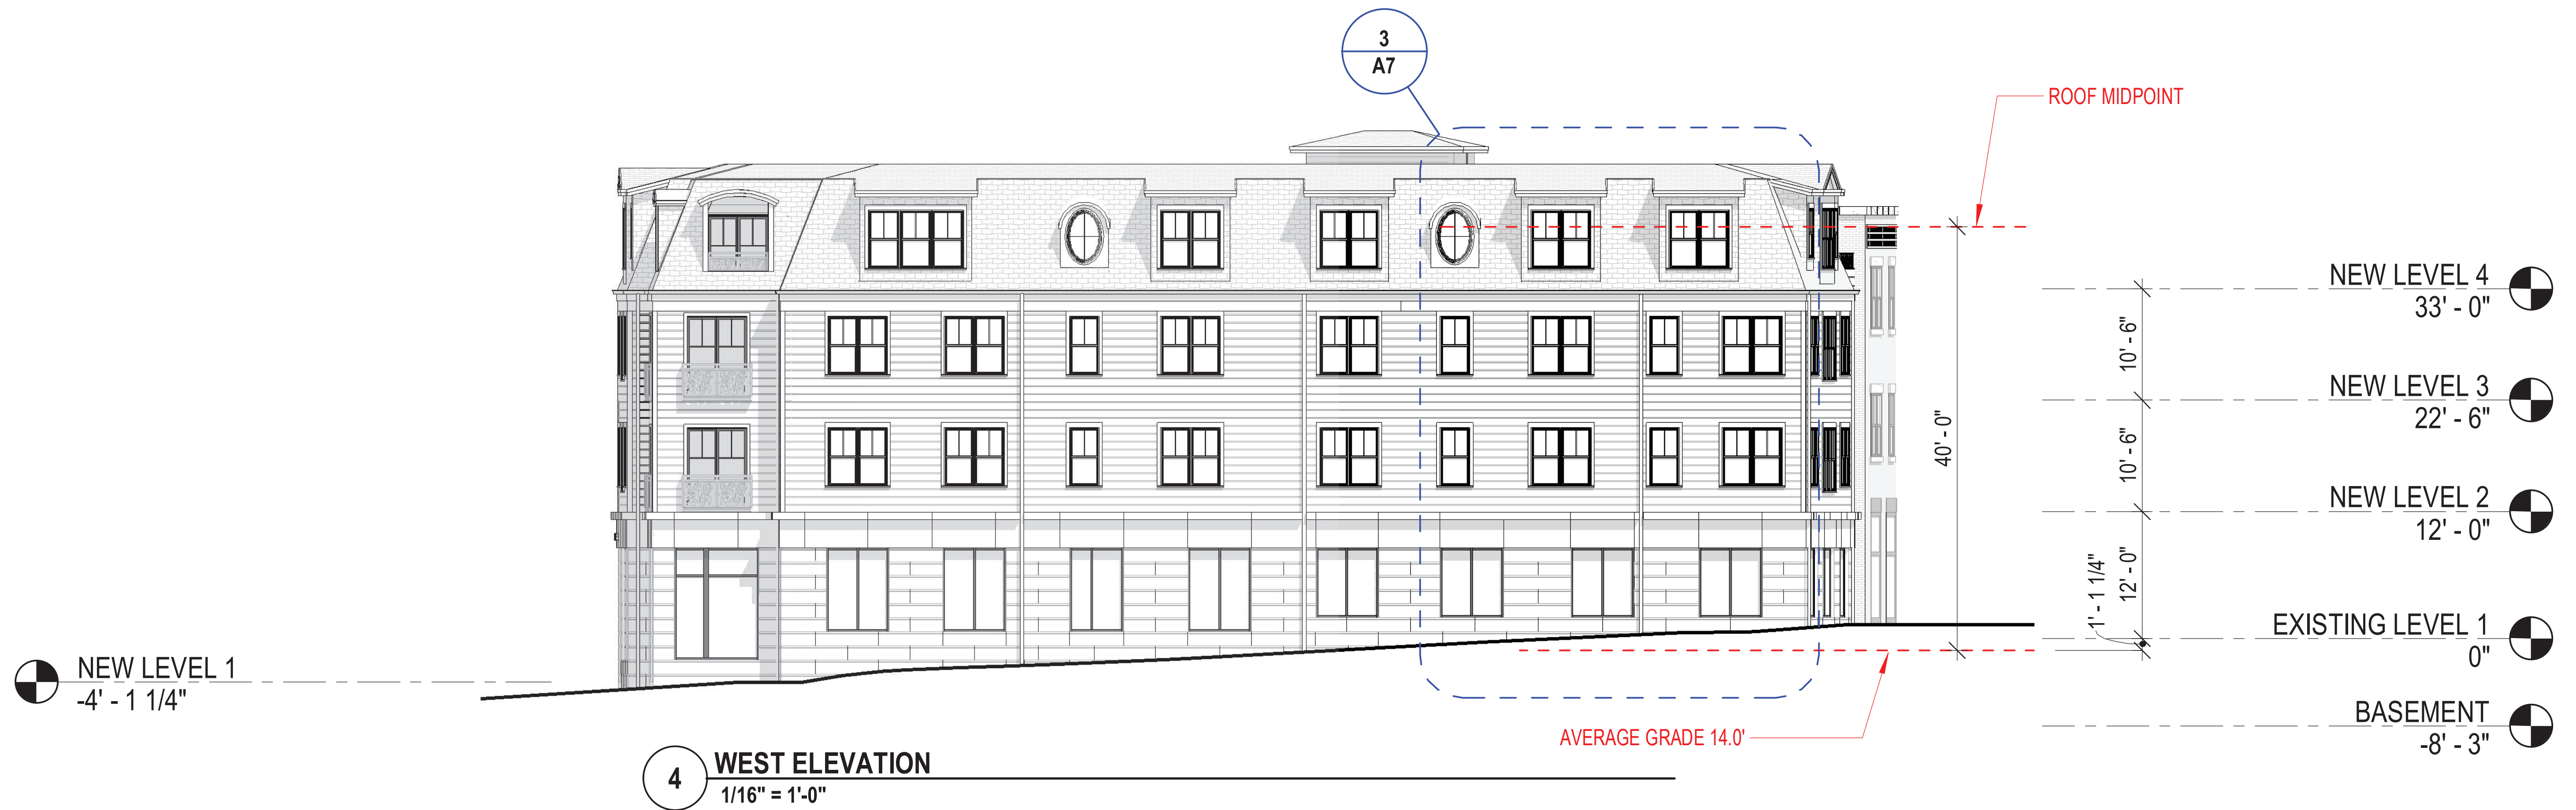 3
A7
ROOF MIDPOINT
NEW LEVEL 4
33' - 0"
10' - 6"
NEW LEVEL 3
22' - 6"
40' - 0"
10' - 6"
NEW LEVEL 2
12' - 0"
1' - 1 1/4"
12' - 0"
EXISTING LEVEL 1
0"
NEW LEVEL 1
-4' - 1 1/4"
BASEMENT
-8' - 3"
AVERAGE GRADE 14.0'
4
WEST ELEVATION
1/16" = 1'-0"